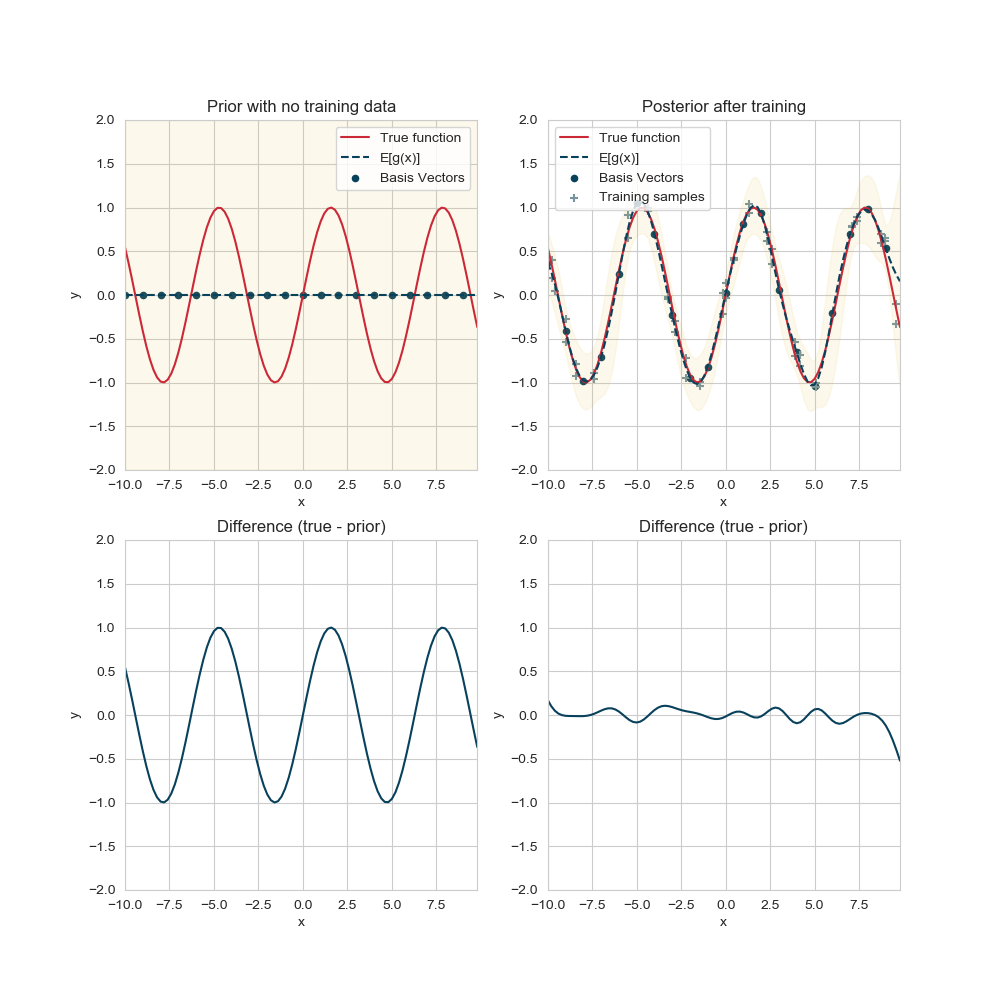 Prior with no training data
2.0
1.5
1.0
0.5
0.0
−0.5
−1.0
−1.5
−2.0
y
True function
E[g(x)]
Basis Vectors
−10.0 −7.5 −5.0 −2.5 0.0 2.5 5.0 7.5
x
Posterior after training
2.0
1.5
1.0
0.5
0.0
−0.5
−1.0
−1.5
−2.0
y
True function
E[g(x)]
Basis Vectors
Training samples
−10.0 −7.5 −5.0 −2.5 0.0 2.5 5.0 7.5
x
Difference (true - prior)
2.0
1.5
1.0
0.5
0.0
−0.5
−1.0
−1.5
−2.0
y
−10.0 −7.5 −5.0 −2.5 0.0 2.5 5.0 7.5
x
Difference (true - prior)
2.0
1.5
1.0
0.5
0.0
−0.5
−1.0
−1.5
−2.0
y
−10.0 −7.5 −5.0 −2.5 0.0 2.5 5.0 7.5
x